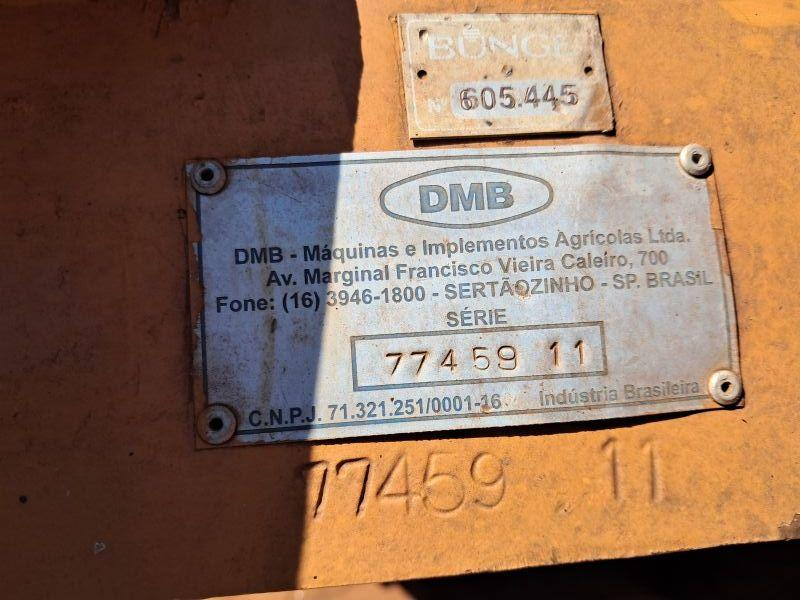 BUNGE
Nº 605.445
DMB
DMB - Máquinas e Implementos Agrícolas Ltda.
Av. Marginal Francisco Vieira Caleiro, 700
Fone: (16) 3946-1800 - SERTÃOZINHO - SP. BRASIL
SÉRIE
77459 11
C.N.P.J. 71.321.251/0001-16 Indústria Brasileira
77459 11